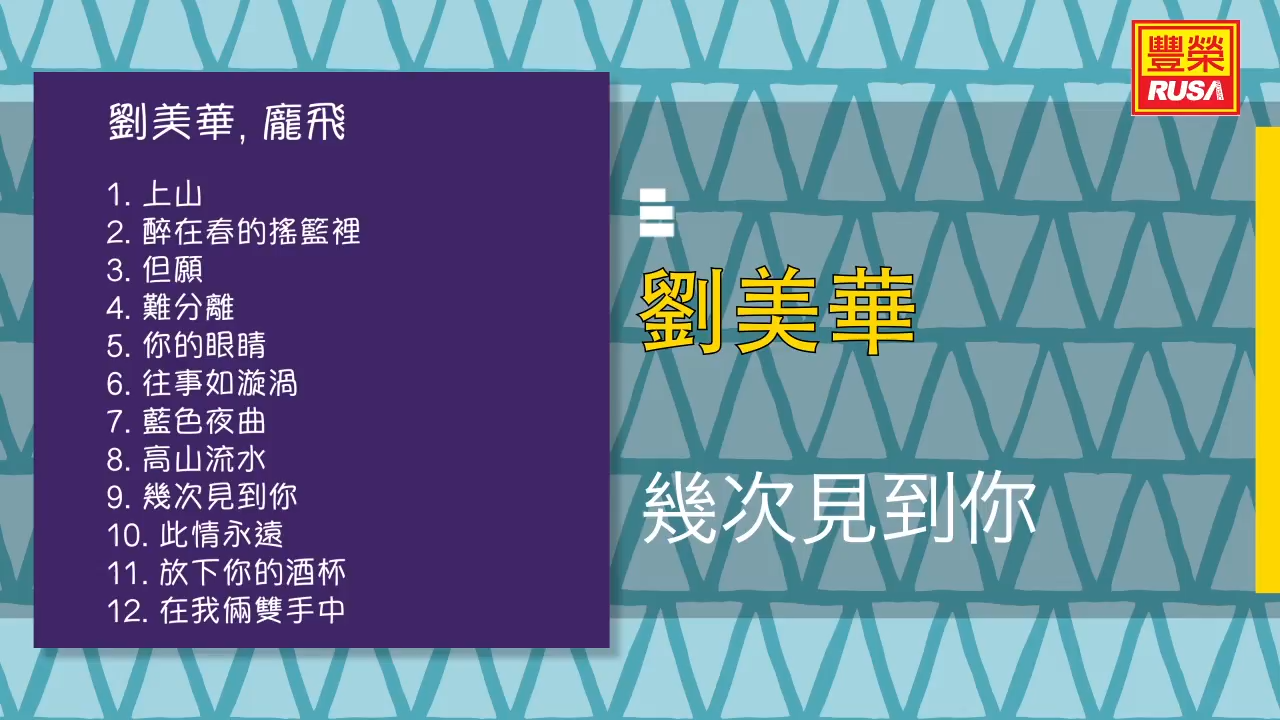 劉美華, 龐飛
1. 上山
2. 醉在春的搖籃裡
3. 但願
4. 難分離
5. 你的眼睛
6. 往事如漩渦
7. 藍色夜曲
8. 高山流水
9. 幾次見到你
10. 此情永遠
11. 放下你的酒杯
12. 在我倆雙手中
豐榮
RUSA
劉美華
幾次見到你